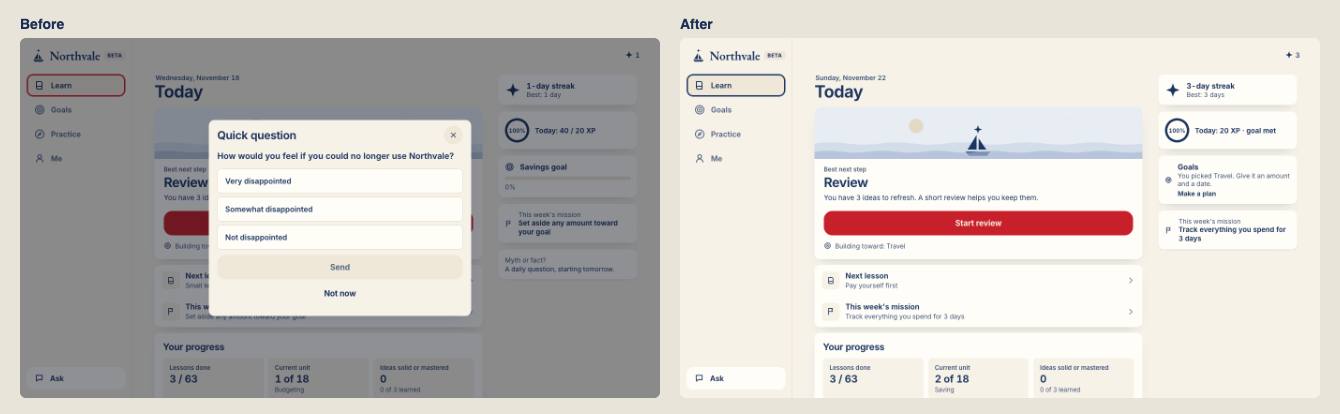 Before
Northvale BETA
1
Learn
Goals
Practice
Me
Ask
Wednesday, November 18
Today
Best next step
Review
You have 3 id
Building to
Next le
Small w
This w
Set aside any amount toward your goal
Your progress
Lessons done
3 / 63
Current unit
1 of 18
Budgeting
Ideas solid or mastered
0
0 of 3 learned
1-day streak
Best: 1 day
100%
Today: 40 / 20 XP
Savings goal
0%
This week's mission
Set aside any amount toward
your goal
Myth or fact?
A daily question, starting tomorrow.
Quick question
How would you feel if you could no longer use Northvale?
Very disappointed
Somewhat disappointed
Not disappointed
Send
Not now
After
Northvale BETA
3
Learn
Goals
Practice
Me
Ask
Sunday, November 22
Today
Best next step
Review
You have 3 ideas to refresh. A short review helps you keep them.
Start review
Building toward: Travel
Next lesson
Pay yourself first
This week's mission
Track everything you spend for 3 days
Your progress
Lessons done
3 / 63
Current unit
2 of 18
Saving
Ideas solid or mastered
0
0 of 3 learned
3-day streak
Best: 3 days
100%
Today: 20 XP · goal met
Goals
You picked Travel. Give it an amount
and a date.
Make a plan
This week's mission
Track everything you spend for
3 days